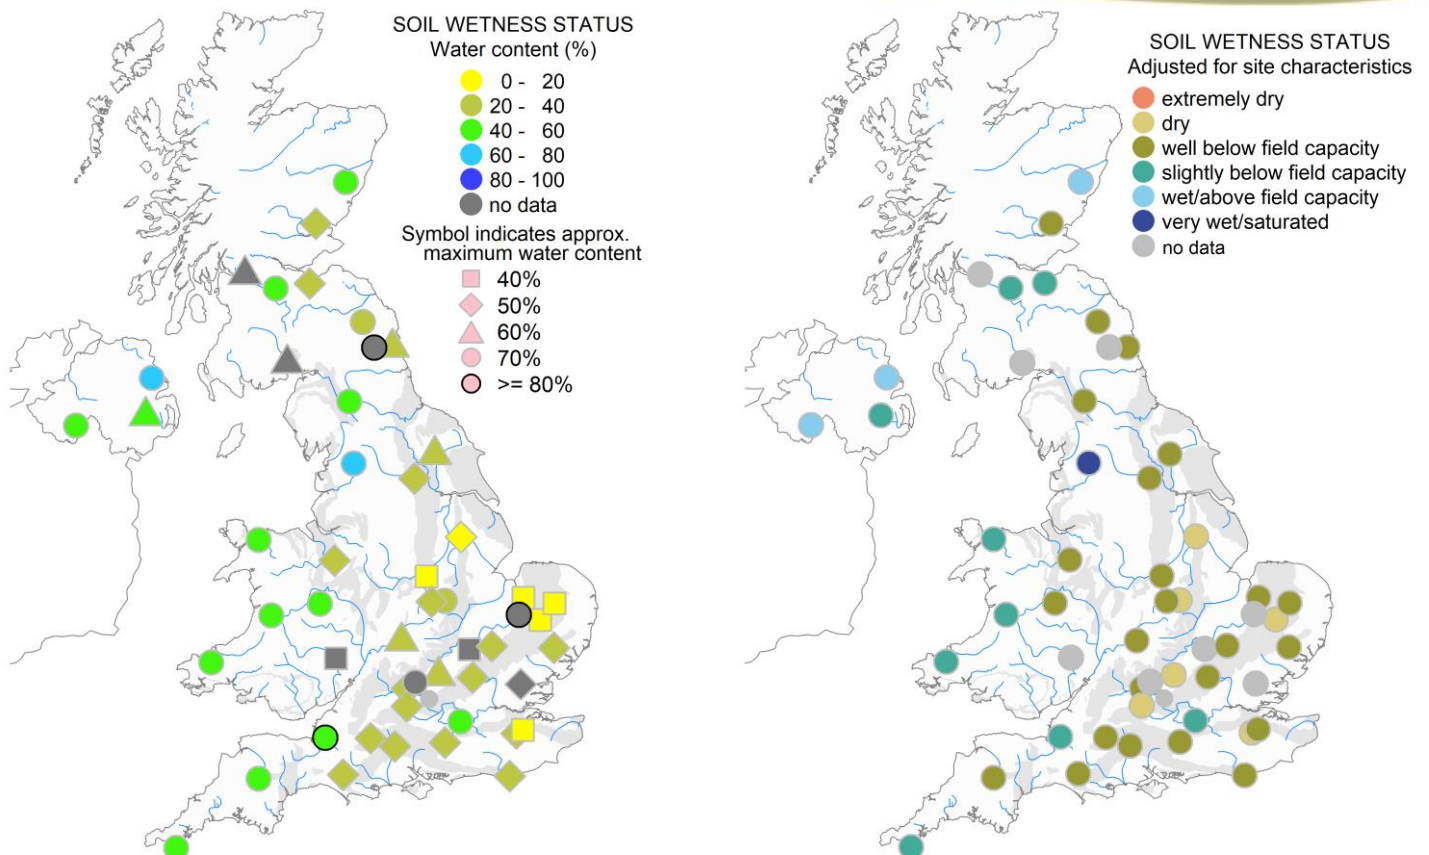 SOIL WETNESS STATUS
Water content (%)
0 - 20
20 - 40
40 - 60
60 - 80
80 - 100
no data
Symbol indicates approx.
maximum water content
40%
50%
60%
70%
>= 80%
SOIL WETNESS STATUS
Adjusted for site characteristics
extremely dry
dry
well below field capacity
slightly below field capacity
wet/above field capacity
very wet/saturated
no data